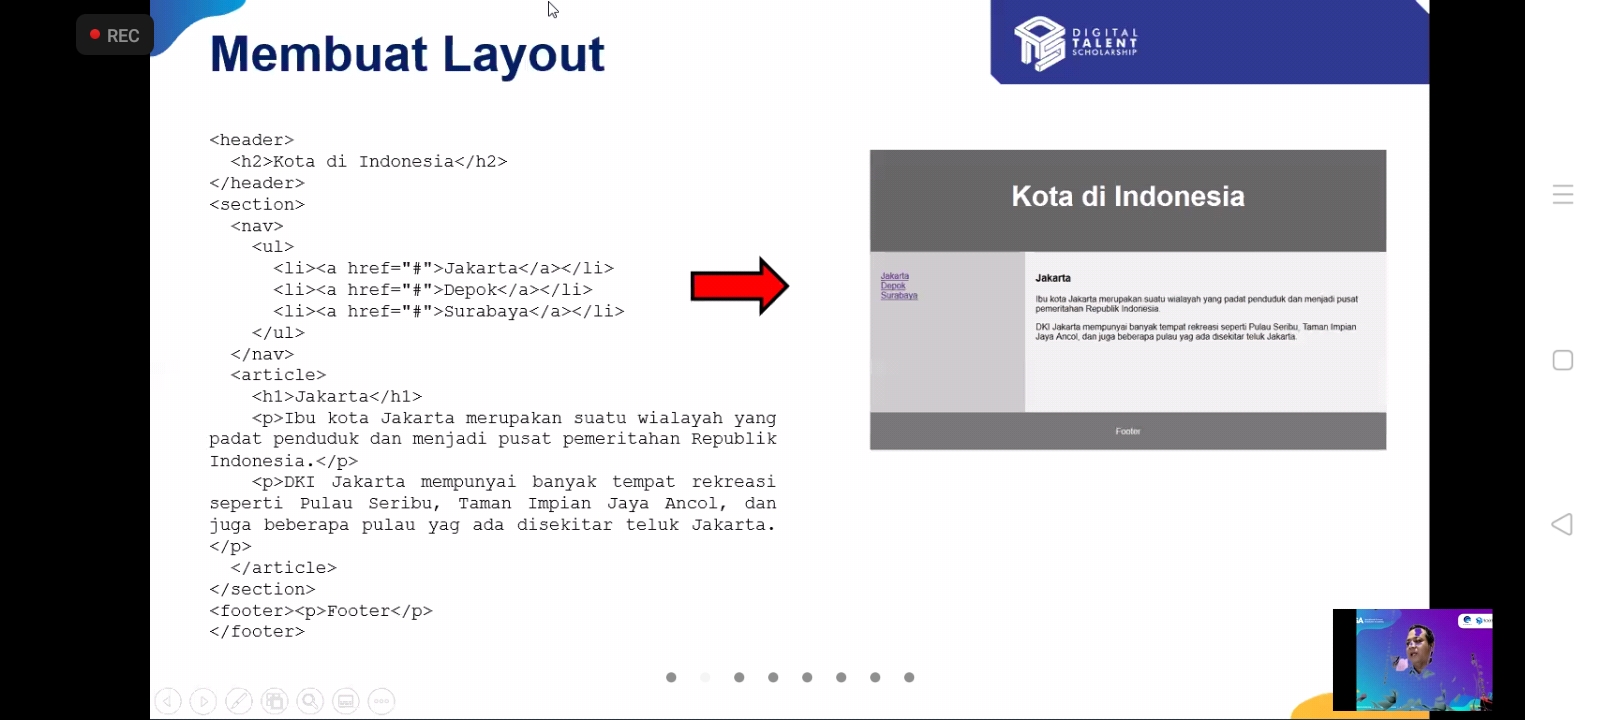 REC
Membuat Layout
DIGITAL
TALENT
SCHOLARSHIP
<header>
<h2>Kota di Indonesia</h2>
</header>
<section>
<nav>
<ul>
<li><a href="#">Jakarta</a></li>
<li><a href="#">Depok</a></li>
<li><a href="#">Surabaya</a></li>
</ul>
</nav>
<article>
<h1>Jakarta</h1>
<p>Ibu kota Jakarta merupakan suatu wialayah yang
padat penduduk dan menjadi pusat pemeritahan Republik
Indonesia.</p>
<p>DKI Jakarta mempunyai banyak tempat rekreasi
seperti Pulau Seribu, Taman Impian Jaya Ancol, dan
juga beberapa pulau yag ada disekitar teluk Jakarta.
</p>
</article>
</section>
<footer><p>Footer</p>
</footer>
Kota di Indonesia
Jakarta
Depok
Surabaya
Jakarta
Ibu kota Jakarta merupakan suatu wialayah yang padat penduduk dan menjadi pusat
pemeritahan Republik Indonesia.
DKI Jakarta mempunyai banyak tempat rekreasi seperti Pulau Seribu, Taman Impian
Jaya Ancol, dan juga beberapa pulau yag ada disekitar teluk Jakarta.
Footer